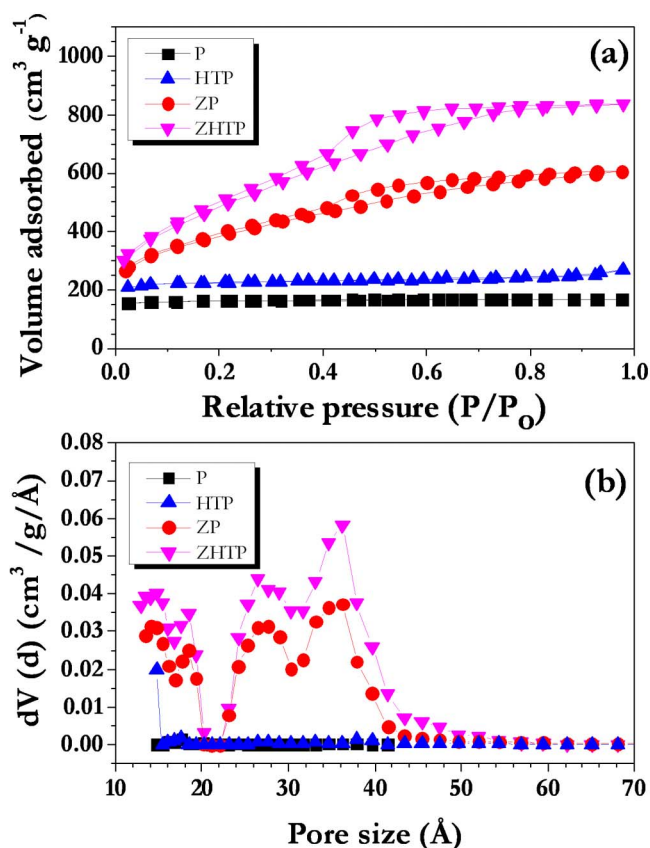 (a)
P
HTP
ZP
ZHTP
Volume adsorbed (cm³ g⁻¹)
1000
800
600
400
200
0
0.0 0.2 0.4 0.6 0.8 1.0
Relative pressure (P/Pₒ)
(b)
P
HTP
ZP
ZHTP
dV (d) (cm³ /g/Å)
0.08
0.07
0.06
0.05
0.04
0.03
0.02
0.01
0.00
10 20 30 40 50 60 70
Pore size (Å)